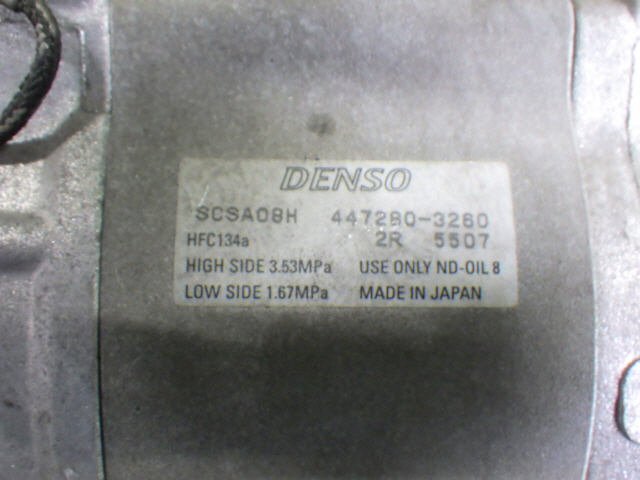 DENSO
SCSA08H 447280-3260
HFC134a 2R 5507
HIGH SIDE 3.53MPa USE ONLY ND-OIL 8
LOW SIDE 1.67MPa MADE IN JAPAN